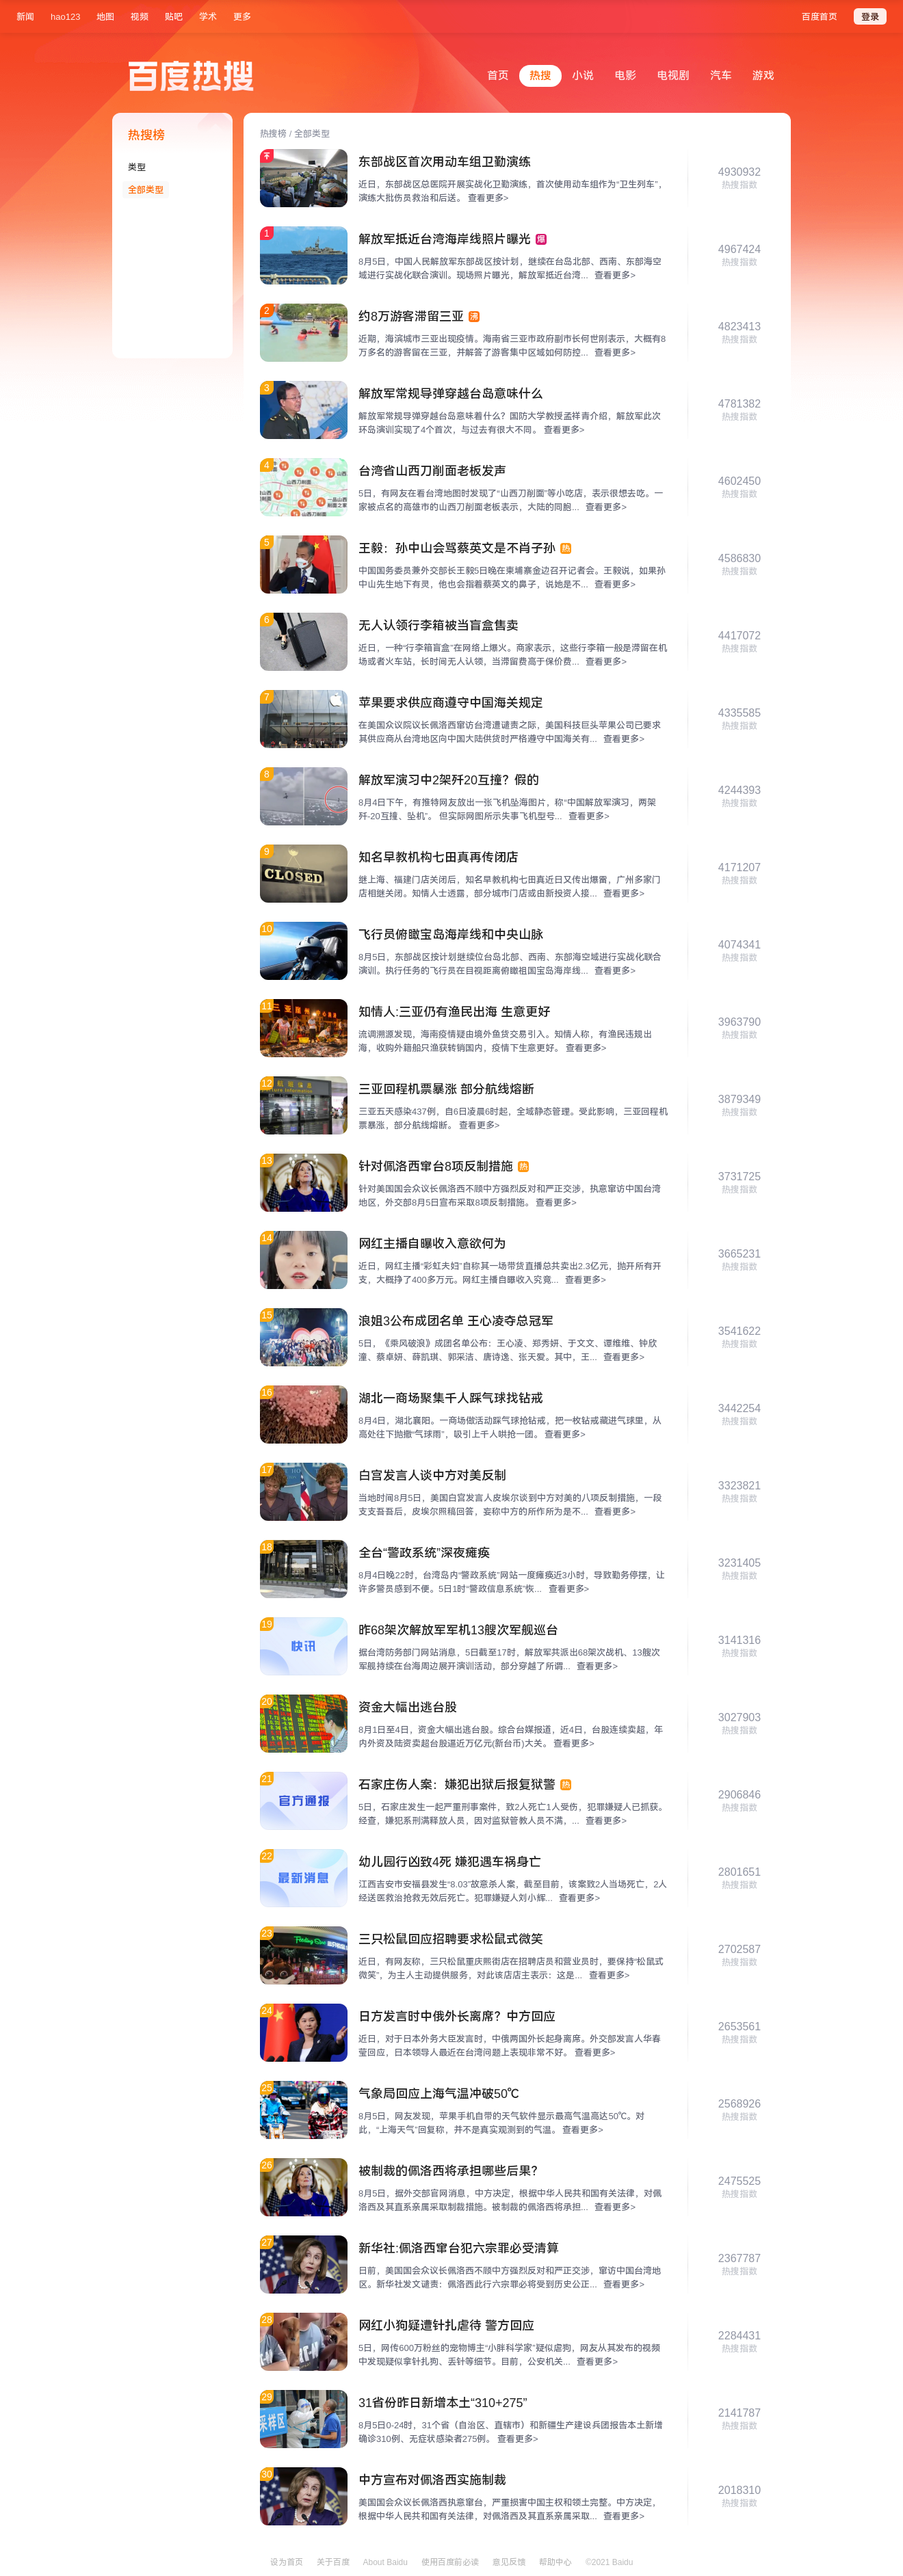 新闻 hao123 地图 视频 贴吧 学术 更多 百度首页 登录
百度热搜
首页 热搜 小说 电影 电视剧 汽车 游戏
热搜榜
类型
全部类型
热搜榜 / 全部类型
东部战区首次用动车组卫勤演练
近日，东部战区总医院开展实战化卫勤演练，首次使用动车组作为“卫生列车”，
演练大批伤员救治和后送。 查看更多>
4930932
热搜指数
1
解放军抵近台湾海岸线照片曝光 爆
8月5日，中国人民解放军东部战区按计划，继续在台岛北部、西南、东部海空
域进行实战化联合演训。现场照片曝光，解放军抵近台湾... 查看更多>
4967424
热搜指数
2
约8万游客滞留三亚 沸
近期，海滨城市三亚出现疫情。海南省三亚市政府副市长何世刚表示，大概有8
万多名的游客留在三亚，并解答了游客集中区域如何防控... 查看更多>
4823413
热搜指数
3
解放军常规导弹穿越台岛意味什么
解放军常规导弹穿越台岛意味着什么？国防大学教授孟祥青介绍，解放军此次
环岛演训实现了4个首次，与过去有很大不同。 查看更多>
4781382
热搜指数
4
台湾省山西刀削面老板发声
5日，有网友在看台湾地图时发现了“山西刀削面”等小吃店，表示很想去吃。一
家被点名的高雄市的山西刀削面老板表示，大陆的同胞... 查看更多>
4602450
热搜指数
5
王毅：孙中山会骂蔡英文是不肖子孙 热
中国国务委员兼外交部长王毅5日晚在柬埔寨金边召开记者会。王毅说，如果孙
中山先生地下有灵，他也会指着蔡英文的鼻子，说她是不... 查看更多>
4586830
热搜指数
6
无人认领行李箱被当盲盒售卖
近日，一种“行李箱盲盒”在网络上爆火。商家表示，这些行李箱一般是滞留在机
场或者火车站，长时间无人认领，当滞留费高于保价费... 查看更多>
4417072
热搜指数
7
苹果要求供应商遵守中国海关规定
在美国众议院议长佩洛西窜访台湾遭谴责之际，美国科技巨头苹果公司已要求
其供应商从台湾地区向中国大陆供货时严格遵守中国海关有... 查看更多>
4335585
热搜指数
8
解放军演习中2架歼20互撞？假的
8月4日下午，有推特网友放出一张飞机坠海图片，称“中国解放军演习，两架
歼-20互撞、坠机”。 但实际网图所示失事飞机型号... 查看更多>
4244393
热搜指数
9
CLOSED
知名早教机构七田真再传闭店
继上海、福建门店关闭后，知名早教机构七田真近日又传出爆雷，广州多家门
店相继关闭。知情人士透露，部分城市门店或由新投资人接... 查看更多>
4171207
热搜指数
10
飞行员俯瞰宝岛海岸线和中央山脉
8月5日，东部战区按计划继续位台岛北部、西南、东部海空域进行实战化联合
演训。执行任务的飞行员在目视距离俯瞰祖国宝岛海岸线... 查看更多>
4074341
热搜指数
11
知情人:三亚仍有渔民出海 生意更好
流调溯源发现，海南疫情疑由境外鱼货交易引入。知情人称，有渔民违规出
海，收购外籍船只渔获转销国内，疫情下生意更好。 查看更多>
3963790
热搜指数
12
三亚回程机票暴涨 部分航线熔断
三亚五天感染437例，自6日凌晨6时起，全域静态管理。受此影响，三亚回程机
票暴涨，部分航线熔断。 查看更多>
3879349
热搜指数
13
针对佩洛西窜台8项反制措施 热
针对美国国会众议长佩洛西不顾中方强烈反对和严正交涉，执意窜访中国台湾
地区，外交部8月5日宣布采取8项反制措施。 查看更多>
3731725
热搜指数
14
网红主播自曝收入意欲何为
近日，网红主播“彩虹夫妇”自称其一场带货直播总共卖出2.3亿元，抛开所有开
支，大概挣了400多万元。网红主播自曝收入究竟... 查看更多>
3665231
热搜指数
15
浪姐3公布成团名单 王心凌夺总冠军
5日，《乘风破浪》成团名单公布：王心凌、郑秀妍、于文文、谭维维、钟欣
潼、蔡卓妍、薛凯琪、郭采洁、唐诗逸、张天爱。其中，王... 查看更多>
3541622
热搜指数
16
湖北一商场聚集千人踩气球找钻戒
8月4日，湖北襄阳。一商场做活动踩气球抢钻戒，把一枚钻戒藏进气球里，从
高处往下抛撒“气球雨”，吸引上千人哄抢一团。 查看更多>
3442254
热搜指数
17
白宫发言人谈中方对美反制
当地时间8月5日，美国白宫发言人皮埃尔谈到中方对美的八项反制措施，一段
支支吾吾后，皮埃尔照稿回答，妄称中方的所作所为是不... 查看更多>
3323821
热搜指数
18
全台“警政系统”深夜瘫痪
8月4日晚22时，台湾岛内“警政系统”网站一度瘫痪近3小时，导致勤务停摆，让
许多警员感到不便。5日1时“警政信息系统”恢... 查看更多>
3231405
热搜指数
19
快讯
昨68架次解放军军机13艘次军舰巡台
据台湾防务部门网站消息，5日截至17时，解放军共派出68架次战机、13艘次
军舰持续在台海周边展开演训活动，部分穿越了所谓... 查看更多>
3141316
热搜指数
20
资金大幅出逃台股
8月1日至4日，资金大幅出逃台股。综合台媒报道，近4日，台股连续卖超，年
内外资及陆资卖超台股逼近万亿元(新台币)大关。 查看更多>
3027903
热搜指数
21
官方通报
石家庄伤人案：嫌犯出狱后报复狱警 热
5日，石家庄发生一起严重刑事案件，致2人死亡1人受伤，犯罪嫌疑人已抓获。
经查，嫌犯系刑满释放人员，因对监狱管教人员不满，... 查看更多>
2906846
热搜指数
22
最新消息
幼儿园行凶致4死 嫌犯遇车祸身亡
江西吉安市安福县发生“8.03”故意杀人案，截至目前，该案致2人当场死亡，2人
经送医救治抢救无效后死亡。犯罪嫌疑人刘小辉... 查看更多>
2801651
热搜指数
23
三只松鼠回应招聘要求松鼠式微笑
近日，有网友称，三只松鼠重庆熙街店在招聘店员和营业员时，要保持“松鼠式
微笑”，为主人主动提供服务，对此该店店主表示：这是... 查看更多>
2702587
热搜指数
24
日方发言时中俄外长离席？中方回应
近日，对于日本外务大臣发言时，中俄两国外长起身离席。外交部发言人华春
莹回应，日本领导人最近在台湾问题上表现非常不好。 查看更多>
2653561
热搜指数
25
气象局回应上海气温冲破50℃
8月5日，网友发现，苹果手机自带的天气软件显示最高气温高达50℃。对
此，“上海天气”回复称，并不是真实观测到的气温。 查看更多>
2568926
热搜指数
26
被制裁的佩洛西将承担哪些后果？
8月5日，据外交部官网消息，中方决定，根据中华人民共和国有关法律，对佩
洛西及其直系亲属采取制裁措施。被制裁的佩洛西将承担... 查看更多>
2475525
热搜指数
27
新华社:佩洛西窜台犯六宗罪必受清算
日前，美国国会众议长佩洛西不顾中方强烈反对和严正交涉，窜访中国台湾地
区。新华社发文谴责：佩洛西此行六宗罪必将受到历史公正... 查看更多>
2367787
热搜指数
28
网红小狗疑遭针扎虐待 警方回应
5日，网传600万粉丝的宠物博主“小胖科学家”疑似虐狗，网友从其发布的视频
中发现疑似拿针扎狗、丢针等细节。目前，公安机关... 查看更多>
2284431
热搜指数
29
采样区
31省份昨日新增本土“310+275”
8月5日0-24时，31个省（自治区、直辖市）和新疆生产建设兵团报告本土新增
确诊310例、无症状感染者275例。 查看更多>
2141787
热搜指数
30
中方宣布对佩洛西实施制裁
美国国会众议长佩洛西执意窜台，严重损害中国主权和领土完整。中方决定，
根据中华人民共和国有关法律，对佩洛西及其直系亲属采取... 查看更多>
2018310
热搜指数
设为首页 关于百度 About Baidu 使用百度前必读 意见反馈 帮助中心 ©2021 Baidu